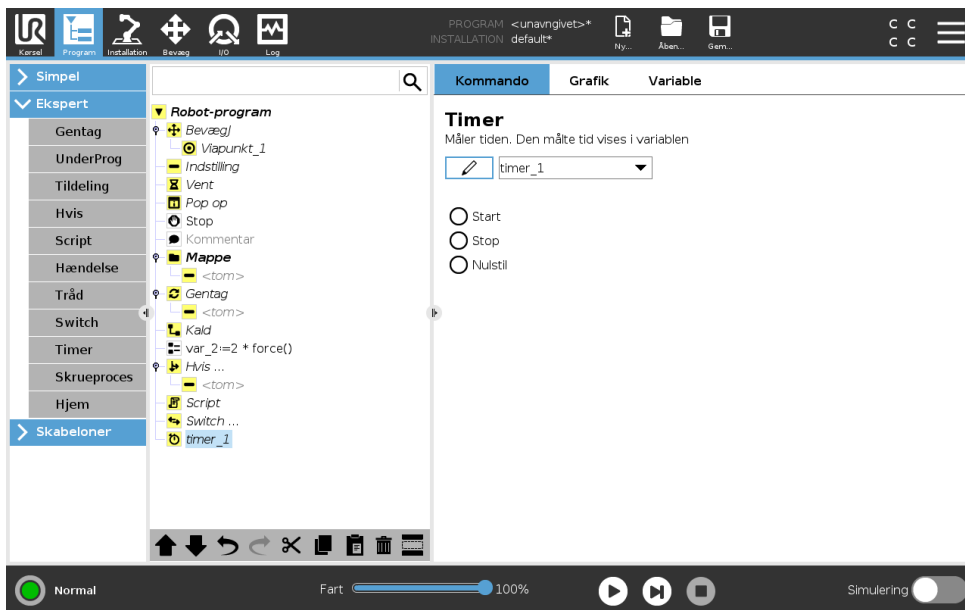 PROGRAM <unavngivet>*
INSTALLATION default*
UR
Kørsel
Program
Installation
Bevæg
I/O
Log
Ny...
Åben...
Gem...
C C
C C
Simpel
Ekspert
Gentag
UnderProg
Tildeling
Hvis
Script
Hændelse
Tråd
Switch
Timer
Skrueproces
Hjem
Skabeloner
Robot-program
BevægJ
Viapunkt_1
Indstilling
Vent
Pop op
Stop
Kommentar
Mappe
<tom>
Gentag
<tom>
Kald
var_2:=2 * force()
Hvis ...
<tom>
Script
Switch ...
timer_1
Kommando
Grafik
Variable
Timer
Måler tiden. Den målte tid vises i variablen
timer_1
Start
Stop
Nulstil
Normal
Fart
100%
Simulering